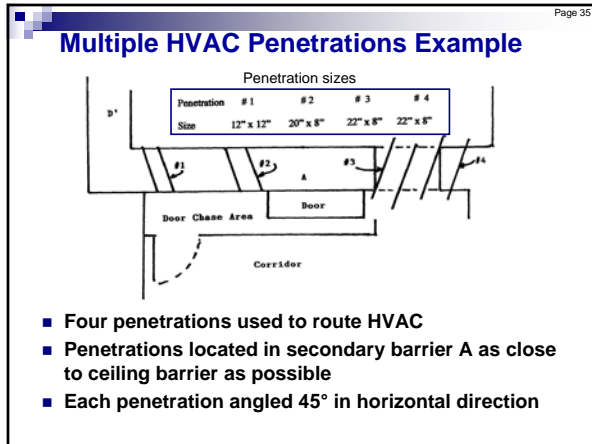 Page 35
Multiple HVAC Penetrations Example
Penetration sizes
Penetration #1 #2 #3 #4
Size 12" x 12" 20" x 8" 22" x 8" 22" x 8"
D'
#1
#2
A
#3
#4
Door
Door Chase Area
Corridor
■ Four penetrations used to route HVAC
■ Penetrations located in secondary barrier A as close
to ceiling barrier as possible
■ Each penetration angled 45° in horizontal direction